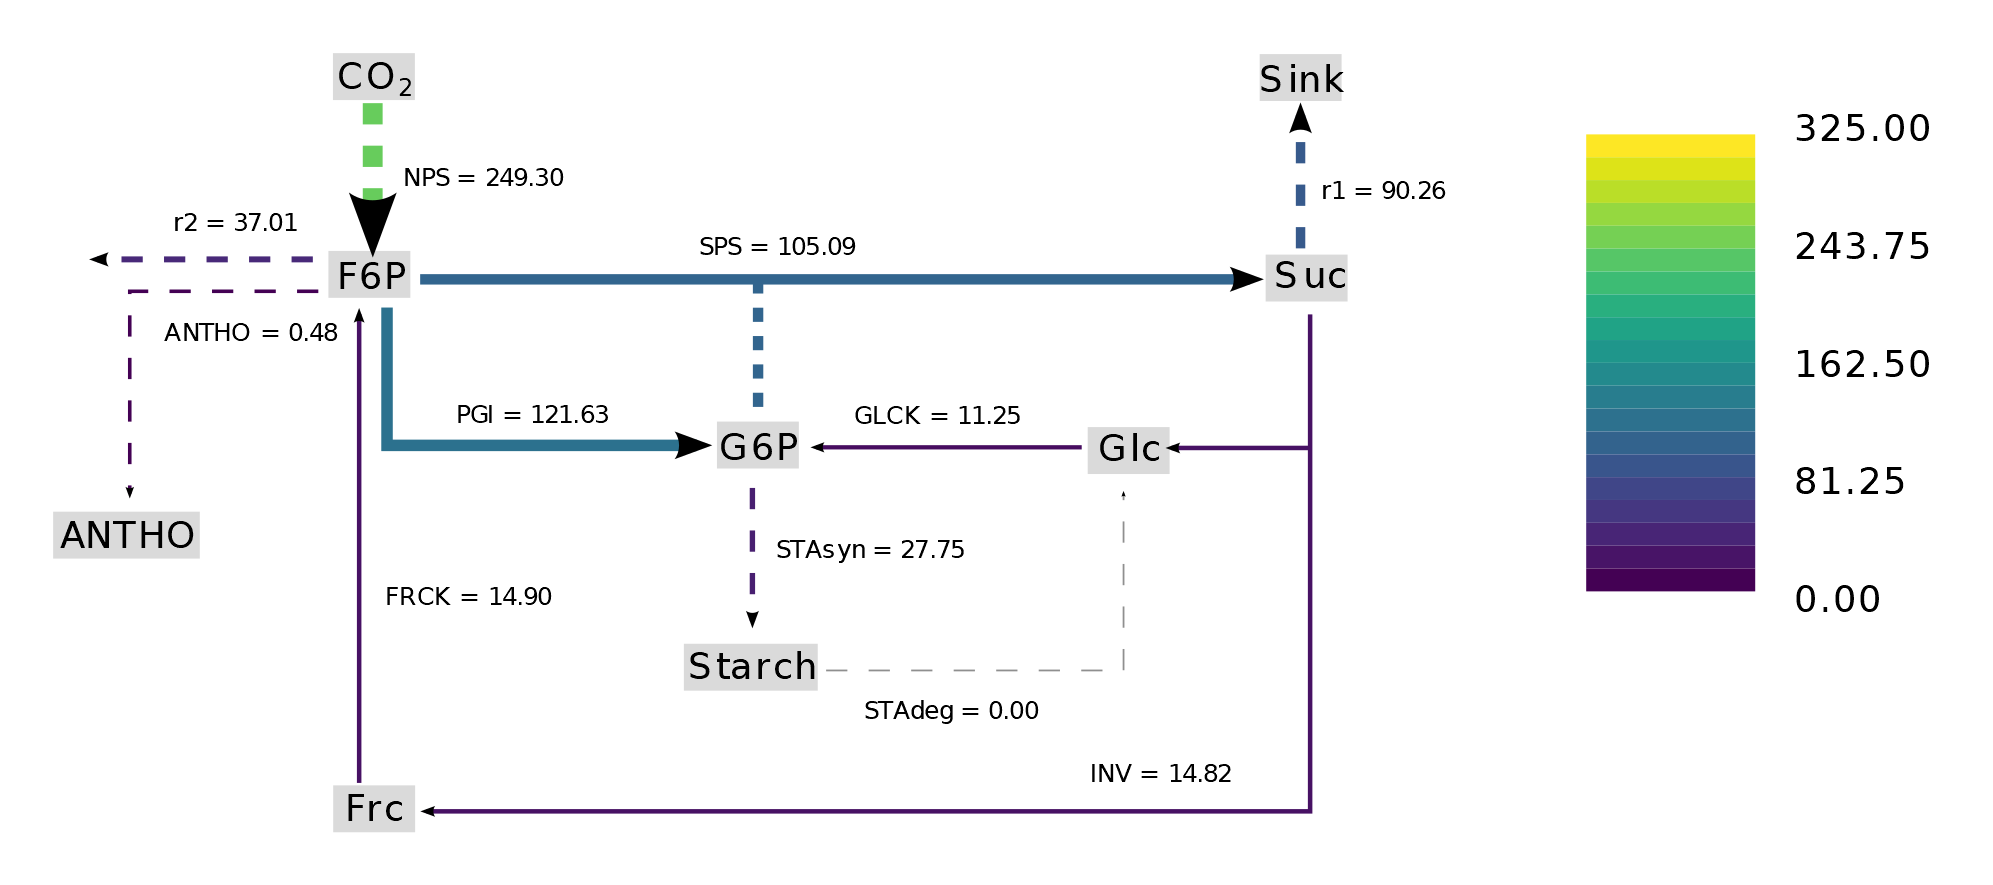 CO₂
Sink
325.00
NPS = 249.30
r1 = 90.26
r2 = 37.01
SPS = 105.09
243.75
F6P
Suc
ANTHO = 0.48
162.50
PGI = 121.63
GLCK = 11.25
G6P
Glc
81.25
ANTHO
STAsyn = 27.75
FRCK = 14.90
0.00
Starch
STAdeg = 0.00
INV = 14.82
Frc